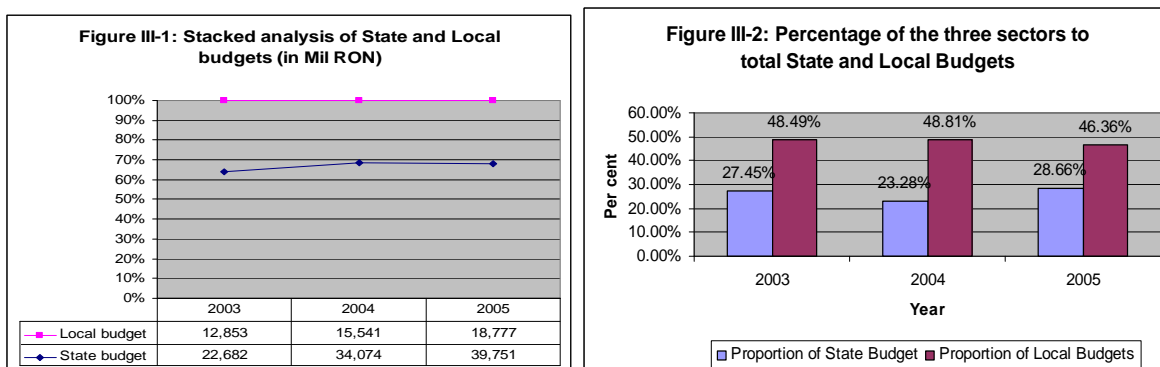 Figure III-1: Stacked analysis of State and Local
budgets (in Mil RON)
100%
90%
80%
70%
60%
50%
40%
30%
20%
10%
0%
2003 2004 2005
Local budget 12,853 15,541 18,777
State budget 22,682 34,074 39,751
Figure III-2: Percentage of the three sectors to
total State and Local Budgets
Per cent
60.00%
50.00%
40.00%
30.00%
20.00%
10.00%
0.00%
27.45% 48.49% 23.28% 48.81% 28.66% 46.36%
2003 2004 2005
Year
Proportion of State Budget Proportion of Local Budgets